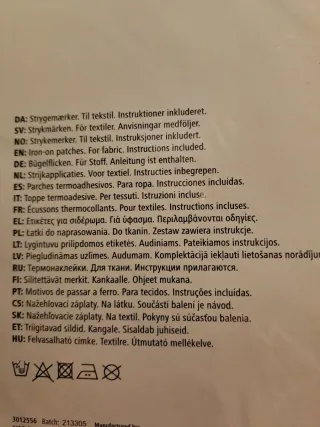 DA: Strygemærker. Til tekstil. Instruktioner inkluderet.
SV: Strykmärken. För textiler. Anvisningar medföljer.
NO: Strykemerker. Til tekstil. Instruksjoner inkludert.
EN: Iron-on patches. For fabric. Instructions included.
DE: Bügelflicken. Für Stoff. Anleitung ist enthalten.
NL: Strijkapplicaties. Voor textiel. Instructies inbegrepen.
ES: Parches termoadhesivos. Para ropa. Instrucciones incluidas.
IT: Toppe termoadesive. Per tessuti. Istruzioni incluse.
FR: Écussons thermocollants. Pour textiles. Instructions incluses.
EL: Ετικέτες για σιδέρωμα. Για ύφασμα. Περιλαμβάνονται οδηγίες.
PL: Łatki do naprasowania. Do tkanin. Zestaw zawiera instrukcje.
LT: Lygintuvu prilipdomos etiketės. Audiniams. Pateikiamos instrukcijos.
LV: Piegludināmas uzlīmes. Audumam. Komplektācijā iekļauti lietošanas norādījumi
RU: Термонаклейки. Для ткани. Инструкции прилагаются.
FI: Silitettävät merkit. Kankaalle. Ohjeet mukana.
PT: Motivos de passar a ferro. Para tecidos. Instruções incluídas.
CS: Nažehlovací záplaty. Na látku. Součástí balení je návod.
SK: Nažehľovacie záplaty. Na textil. Pokyny sú súčasťou balenia.
ET: Triigitavad sildid. Kangale. Sisaldab juhiseid.
HU: Felvasalható címke. Textilre. Útmutató mellékelve.
3012556 Batch: 213305 Manufactured